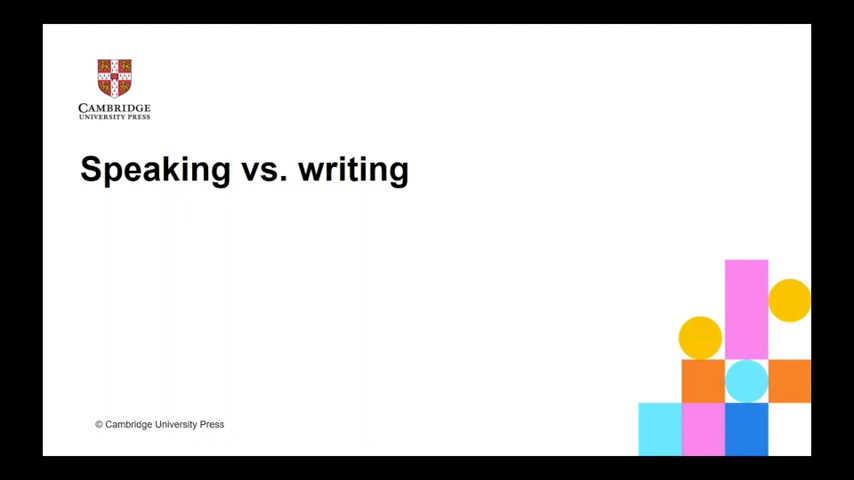 CAMBRIDGE
UNIVERSITY PRESS
Speaking vs. writing
© Cambridge University Press